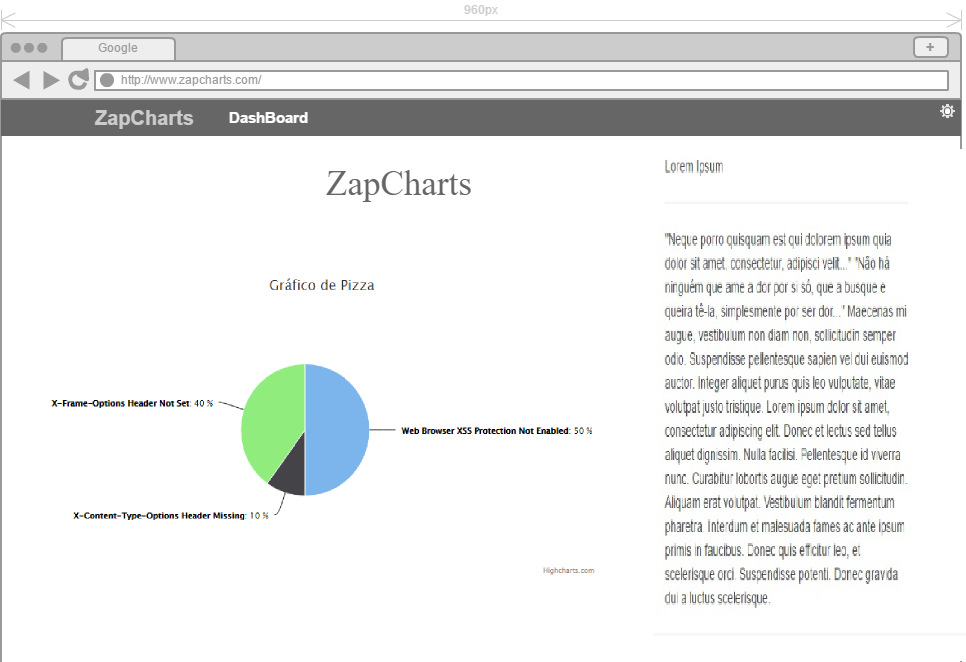 960px
Google
+
http://www.zapcharts.com/
ZapCharts DashBoard
ZapCharts
Gráfico de Pizza
X-Frame-Options Header Not Set: 40 %
Web Browser XSS Protection Not Enabled: 50 %
X-Content-Type-Options Header Missing: 10 %
Highcharts.com
Lorem Ipsum
"Neque porro quisquam est qui dolorem ipsum quia
dolor sit amet, consectetur, adipisci velit..." "Não há
ninguém que ame a dor por si só, que a busque e
queira tê-la, simplesmente por ser dor..." Maecenas mi
augue, vestibulum non diam non, sollicitudin semper
odio. Suspendisse pellentesque sapien vel dui euismod
auctor. Integer aliquet purus quis leo vulputate, vitae
volutpat justo tristique. Lorem ipsum dolor sit amet,
consectetur adipiscing elit. Donec et lectus sed tellus
aliquet dignissim. Nulla facilisi. Pellentesque id viverra
nunc. Curabitur lobortis augue eget pretium sollicitudin.
Aliquam erat volutpat. Vestibulum blandit fermentum
pharetra. Interdum et malesuada fames ac ante ipsum
primis in faucibus. Donec quis efficitur leo, et
scelerisque orci. Suspendisse potenti. Donec gravida
dui a luctus scelerisque.